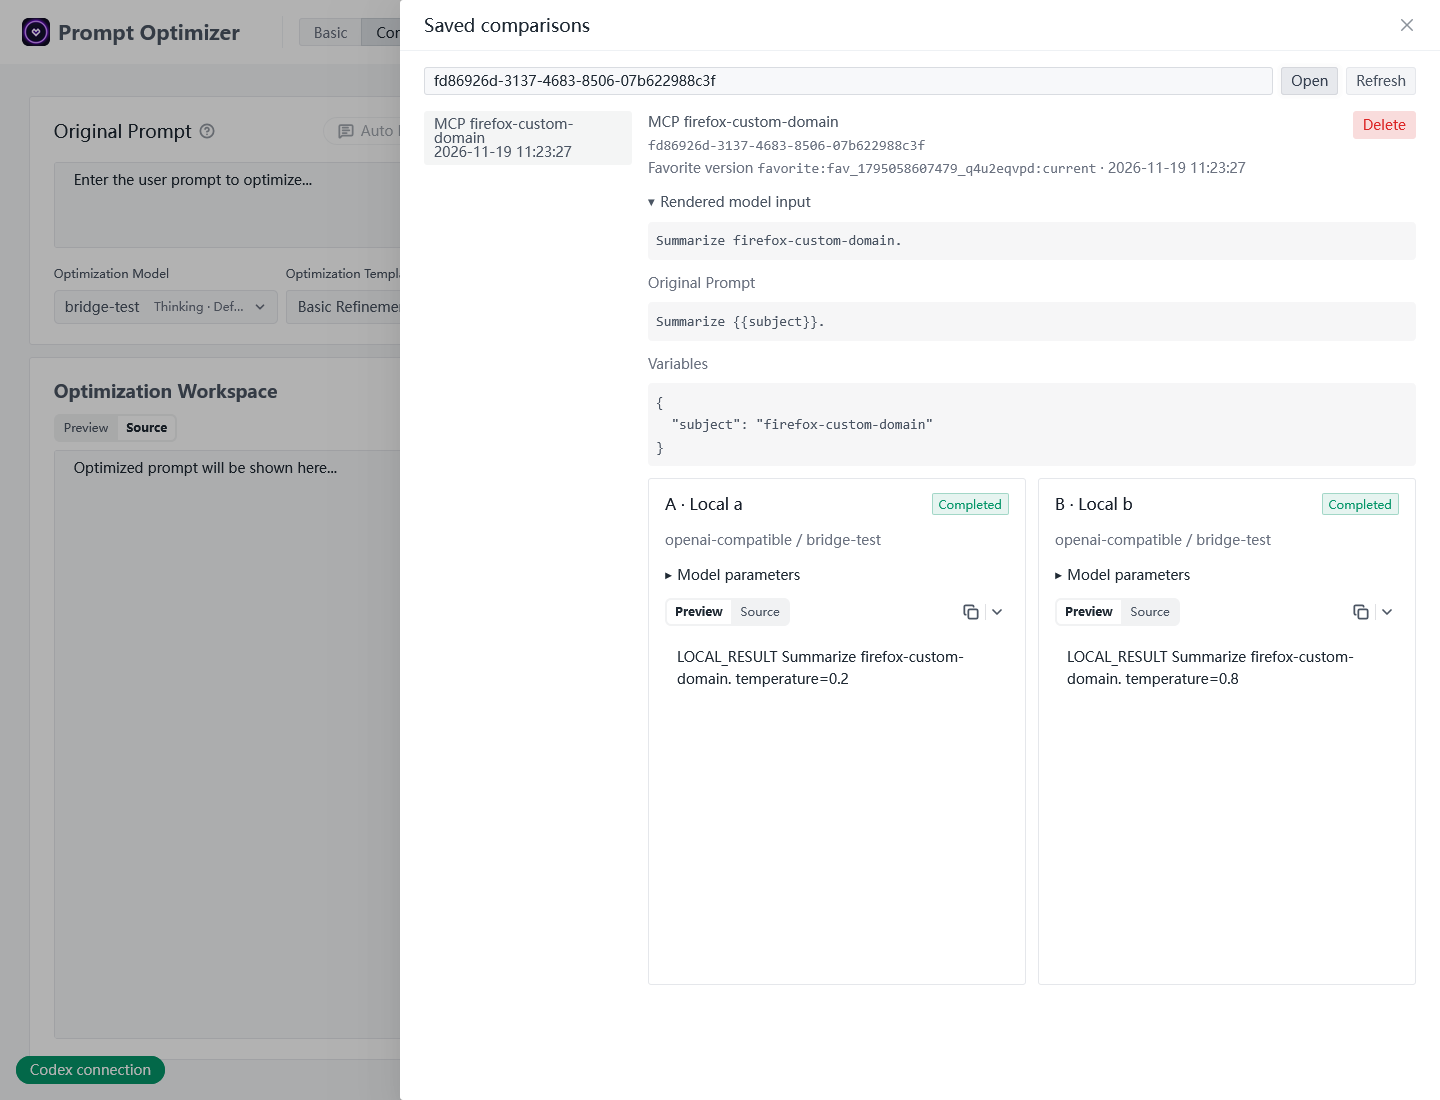 Prompt Optimizer
Basic
Con
Original Prompt
Auto
Enter the user prompt to optimize...
Optimization Model
Optimization Templa
bridge-test Thinking · Def...
Basic Refineme
Optimization Workspace
Preview Source
Optimized prompt will be shown here...
Codex connection
Saved comparisons
fd86926d-3137-4683-8506-07b622988c3f
Open
Refresh
MCP firefox-custom-
domain
2026-11-19 11:23:27
MCP firefox-custom-domain
Delete
fd86926d-3137-4683-8506-07b622988c3f
Favorite version favorite:fav_1795058607479_q4u2eqvpd:current · 2026-11-19 11:23:27
▾ Rendered model input
Summarize firefox-custom-domain.
Original Prompt
Summarize {{subject}}.
Variables
{
"subject": "firefox-custom-domain"
}
A · Local a
Completed
openai-compatible / bridge-test
▸ Model parameters
Preview Source
LOCAL_RESULT Summarize firefox-custom-
domain. temperature=0.2
B · Local b
Completed
openai-compatible / bridge-test
▸ Model parameters
Preview Source
LOCAL_RESULT Summarize firefox-custom-
domain. temperature=0.8